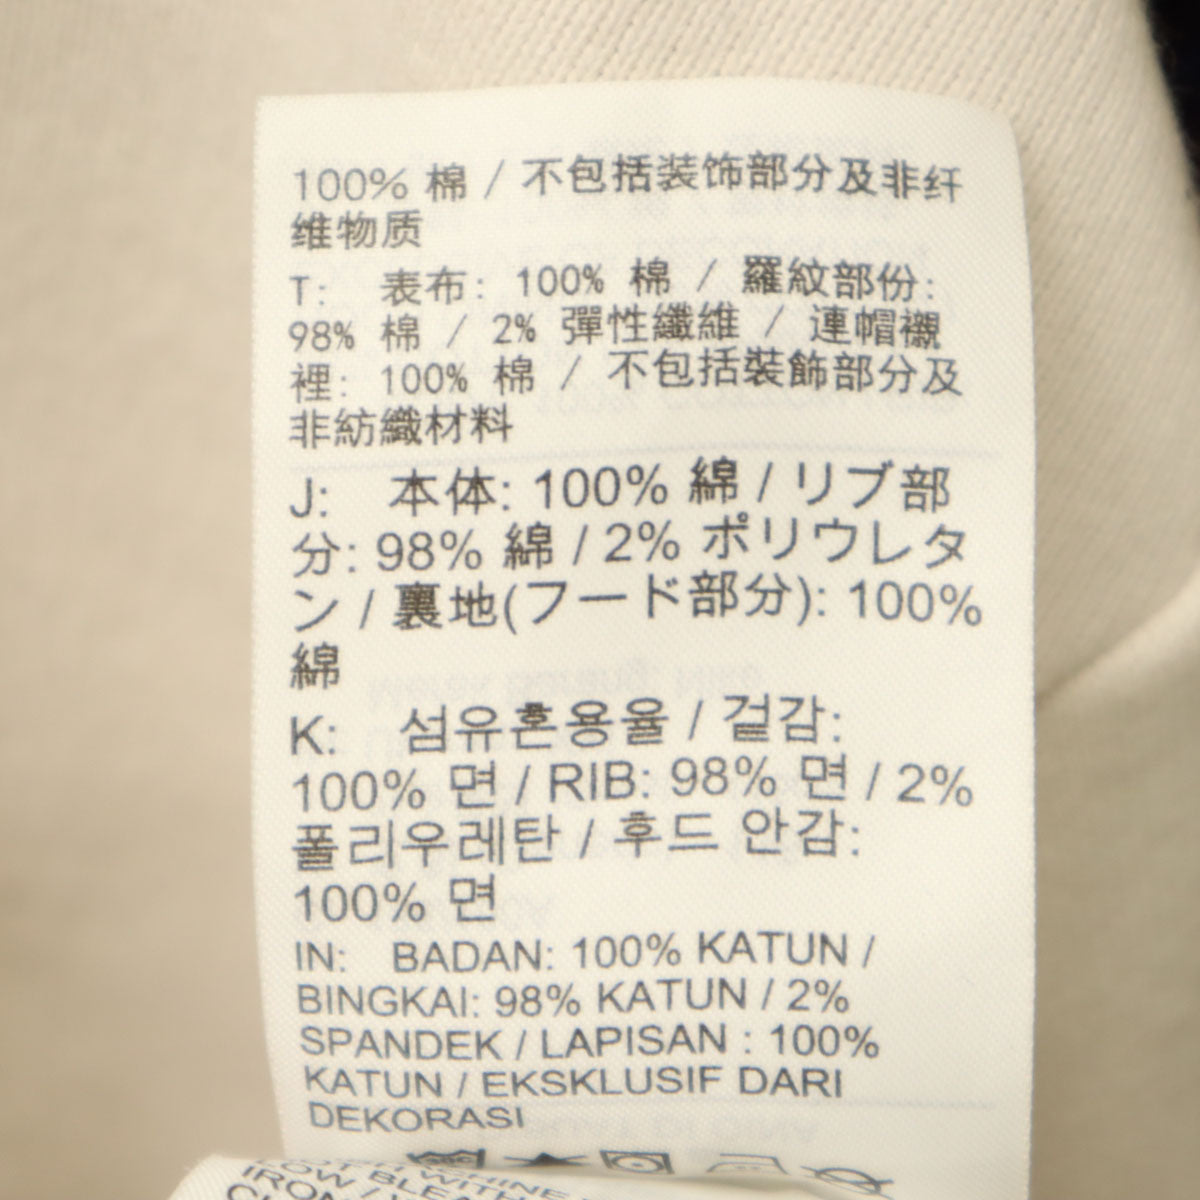 100% 棉 / 不包括装饰部分及非纤
维物质
T: 表布: 100% 棉 / 羅紋部份:
98% 棉 / 2% 彈性纖維 / 連帽襯
裡: 100% 棉 / 不包括裝飾部分及
非紡織材料
J: 本体: 100% 綿 / リブ部
分: 98% 綿 / 2% ポリウレタ
ン / 裏地(フード部分): 100%
綿
K: 섬유혼용율 / 겉감:
100% 면 / RIB: 98% 면 / 2%
폴리우레탄 / 후드 안감:
100% 면
IN: BADAN: 100% KATUN /
BINGKAI: 98% KATUN / 2%
SPANDEK / LAPISAN : 100%
KATUN / EKSKLUSIF DARI
DEKORASI